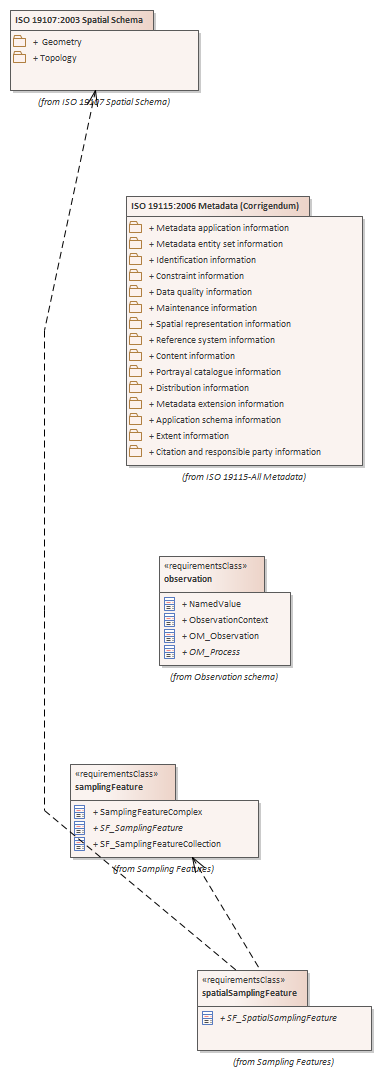 ISO 19107:2003 Spatial Schema
+ Geometry
+ Topology
(from ISO 19107 Spatial Schema)
ISO 19115:2006 Metadata (Corrigendum)
+ Metadata application information
+ Metadata entity set information
+ Identification information
+ Constraint information
+ Data quality information
+ Maintenance information
+ Spatial representation information
+ Reference system information
+ Content information
+ Portrayal catalogue information
+ Distribution information
+ Metadata extension information
+ Application schema information
+ Extent information
+ Citation and responsible party information
(from ISO 19115-All Metadata)
«requirementsClass»
observation
+ NamedValue
+ ObservationContext
+ OM_Observation
+ OM_Process
(from Observation schema)
«requirementsClass»
samplingFeature
+ SamplingFeatureComplex
+ SF_SamplingFeature
+ SF_SamplingFeatureCollection
(from Sampling Features)
«requirementsClass»
spatialSamplingFeature
+ SF_SpatialSamplingFeature
(from Sampling Features)